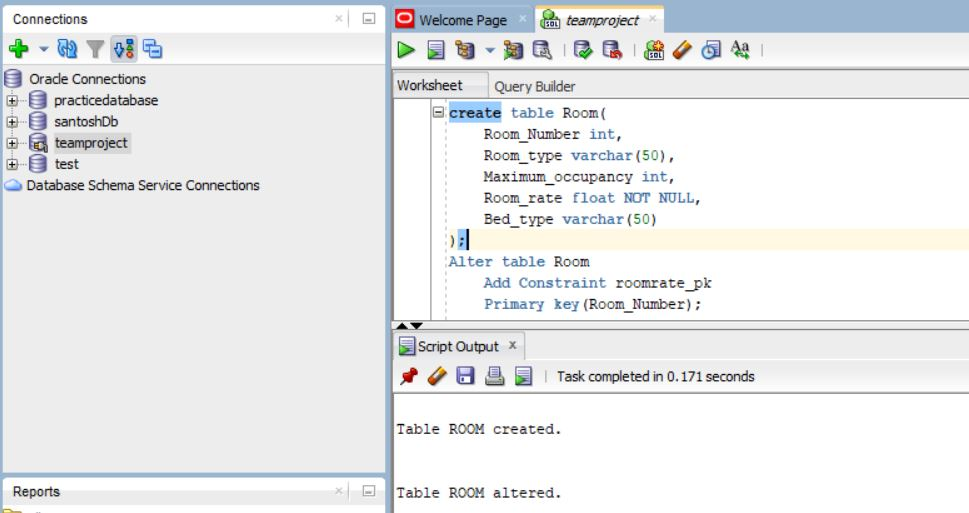 Connections
Oracle Connections
practicedatabase
santoshDb
teamproject
test
Database Schema Service Connections
Reports
Welcome Page
teamproject
Worksheet
Query Builder
create table Room(
Room_Number int,
Room_type varchar(50),
Maximum_occupancy int,
Room_rate float NOT NULL,
Bed_type varchar(50)
);
Alter table Room
Add Constraint roomrate_pk
Primary key(Room_Number);
Script Output
Task completed in 0.171 seconds
Table ROOM created.
Table ROOM altered.